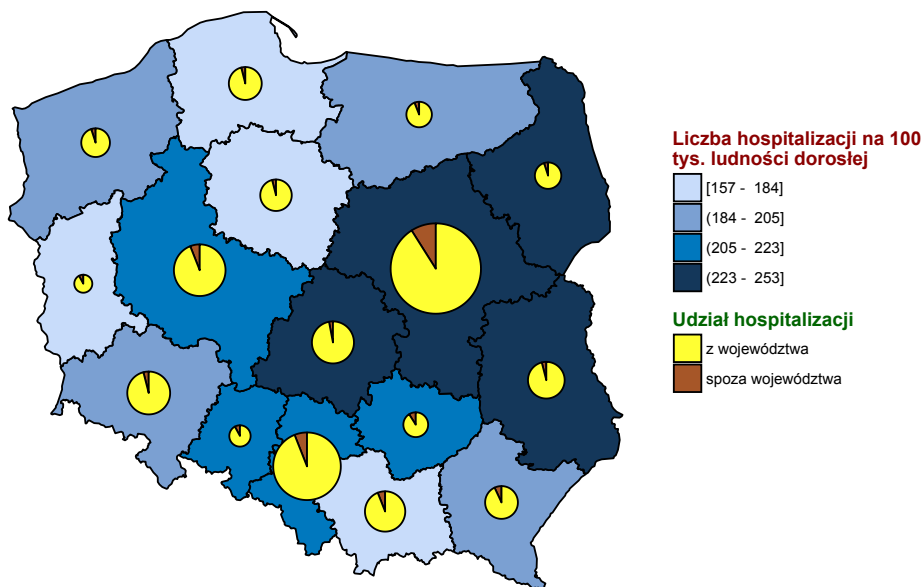 Liczba hospitalizacji na 100
tys. ludności dorosłej
[157 - 184]
(184 - 205]
(205 - 223]
(223 - 253]
Udział hospitalizacji
z województwa
spoza województwa